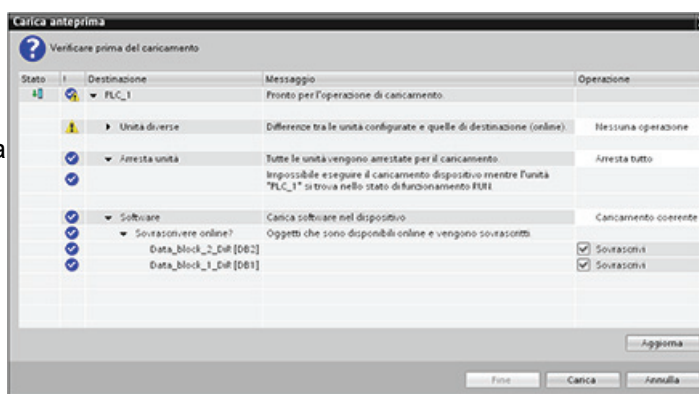 Carica anteprima
Verificare prima del caricamento
Stato ! Destinazione Messaggio Operazione
PLC_1 Pronto per l'operazione di caricamento.
Unità diverse Differenze tra le unità configurate e quelle di destinazione (online). Nessuna operazione
a
Arresta unità Tutte le unità vengono arrestate per il caricamento. Arresta tutto
Impossibile eseguire il caricamento dispositivo mentre l'unità
"PLC_1" si trova nello stato di funzionamento RUN.
Software Carica software nel dispositivo Caricamento coerente
Sovrascrivere online? Oggetti che sono disponibili online e vengono sovrascritti.
Data_block_2_Diff [DB2] Sovrascrivi
Data_block_1_Diff [DB1] Sovrascrivi
Aggiorna
Fine Carica Annulla